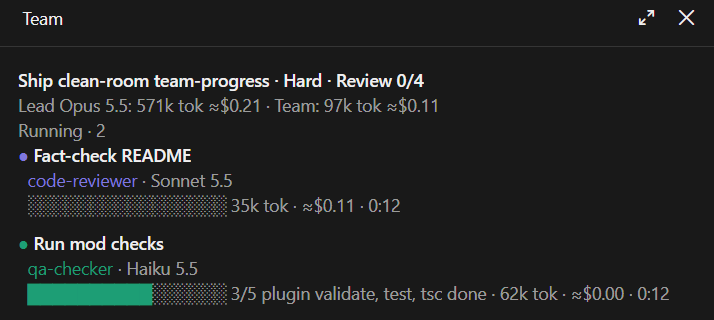 Team
Ship clean-room team-progress · Hard · Review 0/4
Lead Opus 5.5: 571k tok ≈$0.21 · Team: 97k tok ≈$0.11
Running · 2
● Fact-check README
code-reviewer · Sonnet 5.5
░░░░░░░░░░░░░░░░░░░░ 35k tok · ≈$0.11 · 0:12
● Run mod checks
qa-checker · Haiku 5.5
████████████░░░░░░░░ 3/5 plugin validate, test, tsc done · 62k tok · ≈$0.00 · 0:12